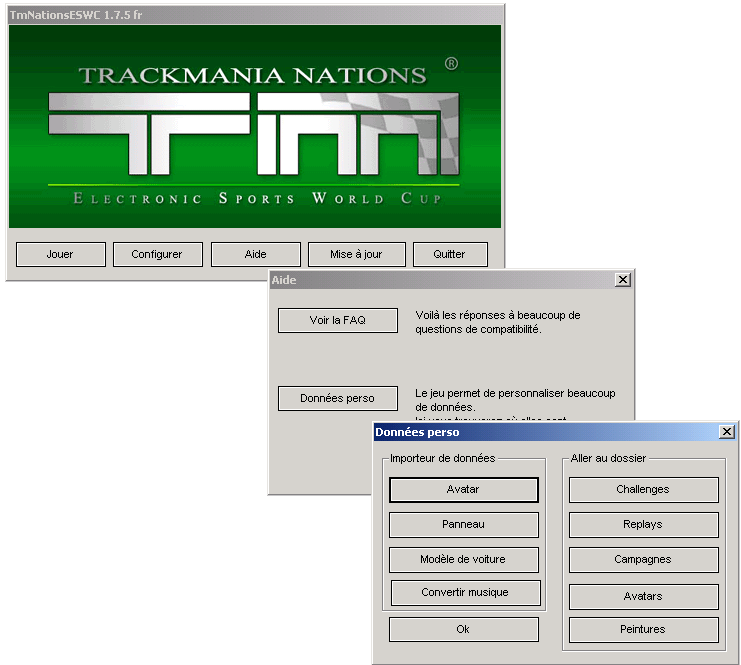 TmNationsESWC 1.7.5 fr
TRACKMANIA NATIONS ®
TM
ELECTRONIC SPORTS WORLD CUP
Jouer
Configurer
Aide
Mise à jour
Quitter
Aide
Voir la FAQ
Voilà les réponses à beaucoup de
questions de compatibilité.
Données perso
Le jeu permet de personnaliser beaucoup
de données.
Données perso
Importeur de données
Avatar
Panneau
Modèle de voiture
Convertir musique
Ok
Aller au dossier
Challenges
Replays
Campagnes
Avatars
Peintures